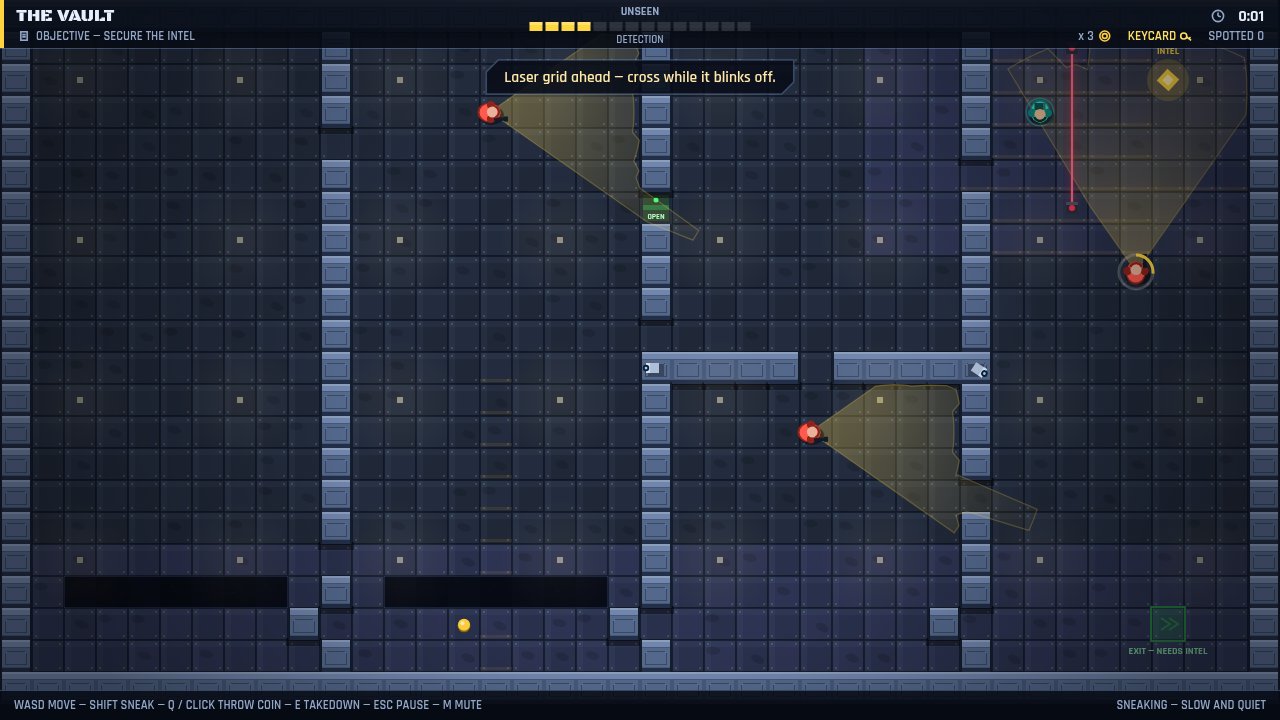 THE VAULT
OBJECTIVE – SECURE THE INTEL
UNSEEN
DETECTION
0:01
x 3
KEYCARD
SPOTTED 0
INTEL
Laser grid ahead – cross while it blinks off.
OPEN
EXIT – NEEDS INTEL
WASD MOVE – SHIFT SNEAK – Q / CLICK THROW COIN – E TAKEDOWN – ESC PAUSE – M MUTE
SNEAKING – SLOW AND QUIET